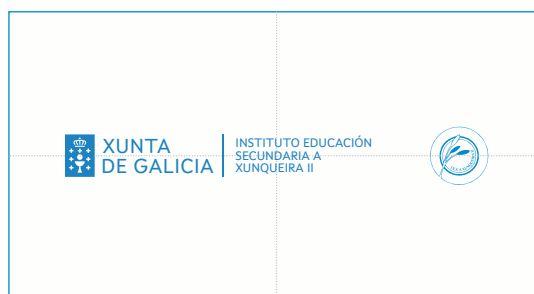 XUNTA
DE GALICIA
INSTITUTO EDUCACIÓN
SECUNDARIA A
XUNQUEIRA II